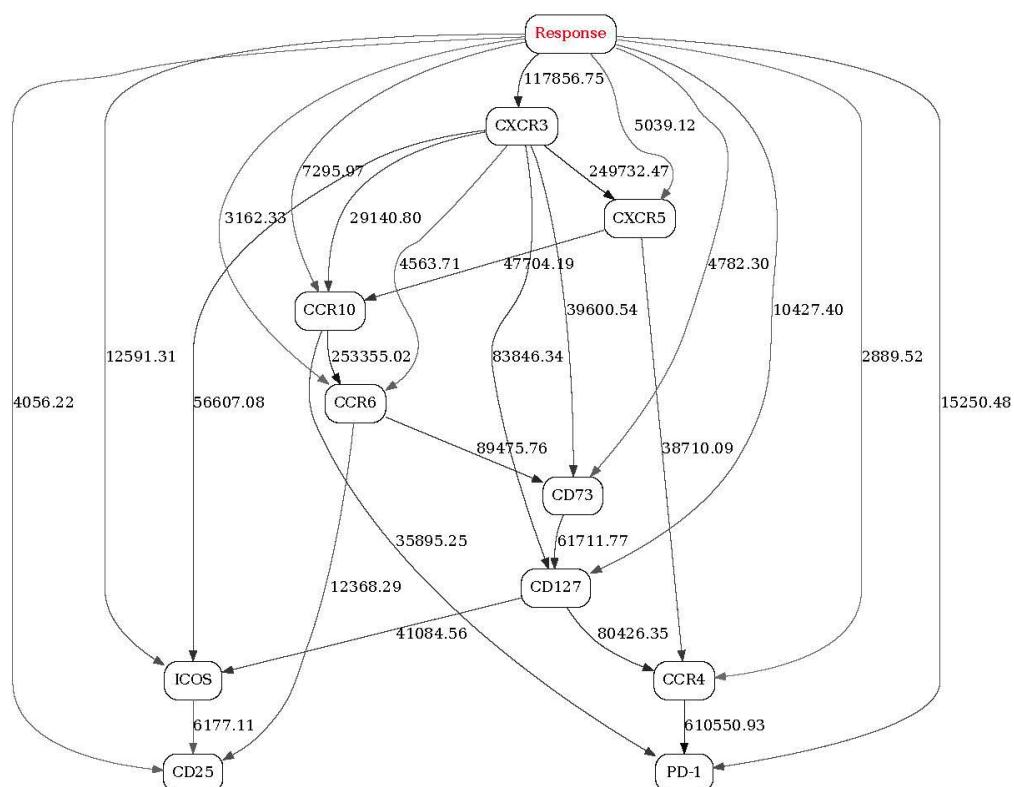 Response
117856.75
CXCR3
5039.12
7295.97
249732.47
3162.33
29140.80
CXCR5
4563.71
47704.19
4782.30
CCR10
39600.54
10427.40
12591.31
253355.02
83846.34
2889.52
4056.22
56607.08
CCR6
15250.48
89475.76
38710.09
CD73
35895.25
61711.77
12368.29
CD127
41084.56
80426.35
ICOS
CCR4
6177.11
610550.93
CD25
PD-1